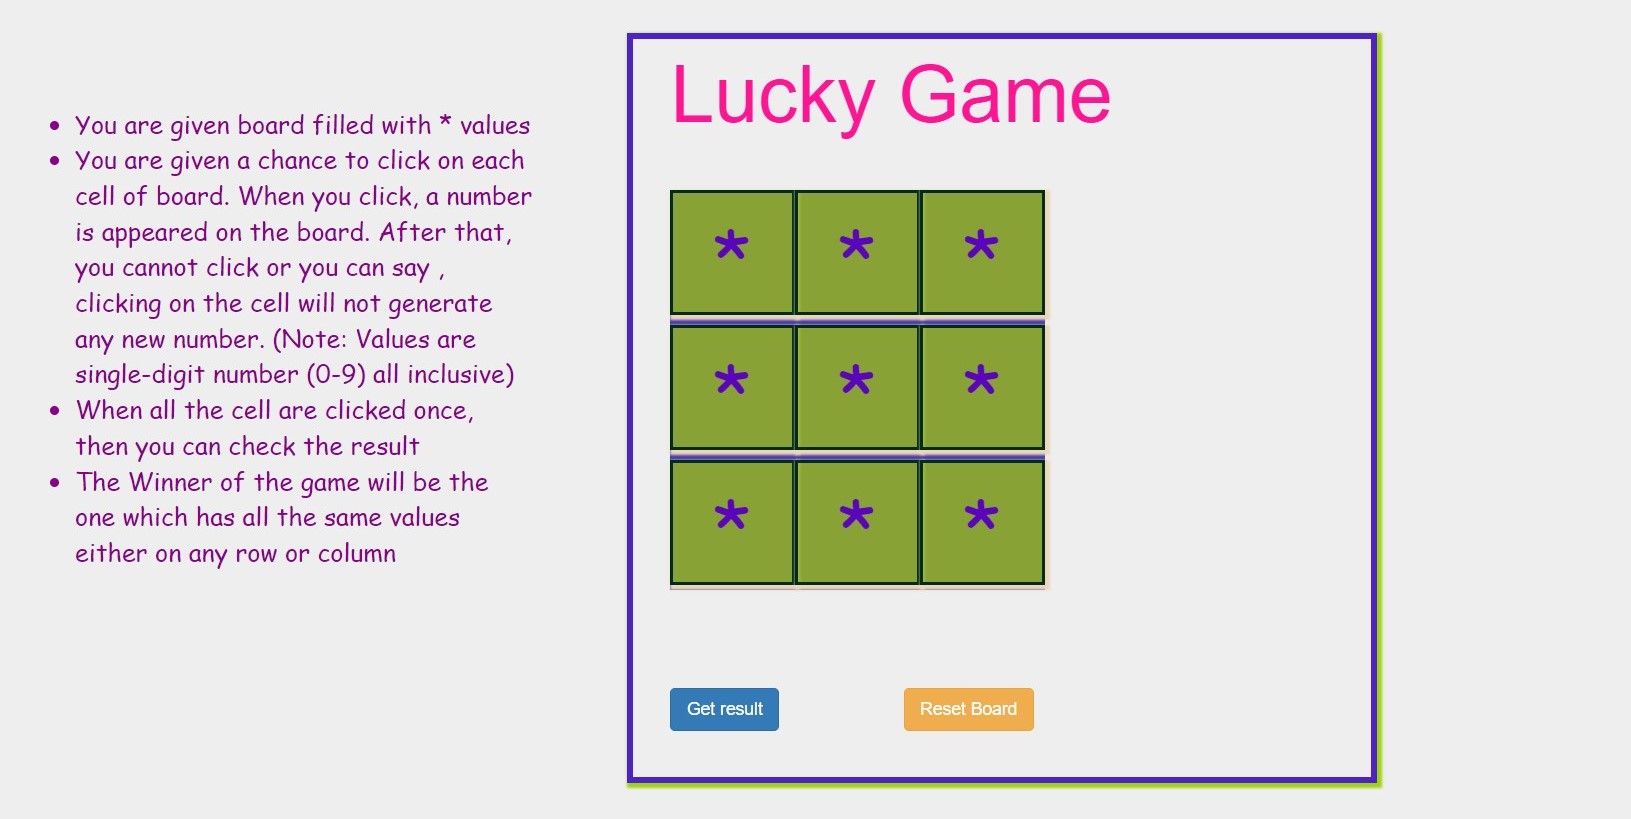 • You are given board filled with * values
• You are given a chance to click on each
cell of board. When you click, a number
is appeared on the board. After that,
you cannot click or you can say ,
clicking on the cell will not generate
any new number. (Note: Values are
single-digit number (0-9) all inclusive)
• When all the cell are clicked once,
then you can check the result
• The Winner of the game will be the
one which has all the same values
either on any row or column
Lucky Game
* * *
* * *
* * *
Get result
Reset Board